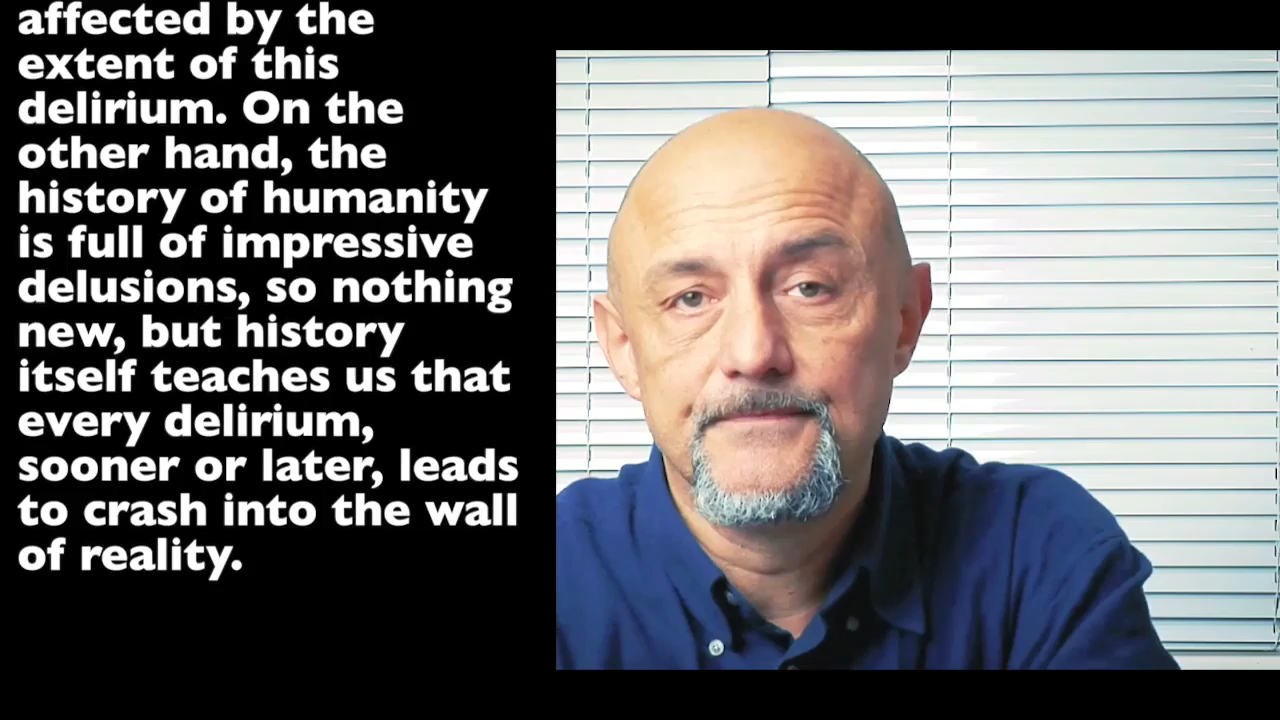 affected by the
extent of this
delirium. On the
other hand, the
history of humanity
is full of impressive
delusions, so nothing
new, but history
itself teaches us that
every delirium,
sooner or later, leads
to crash into the wall
of reality.